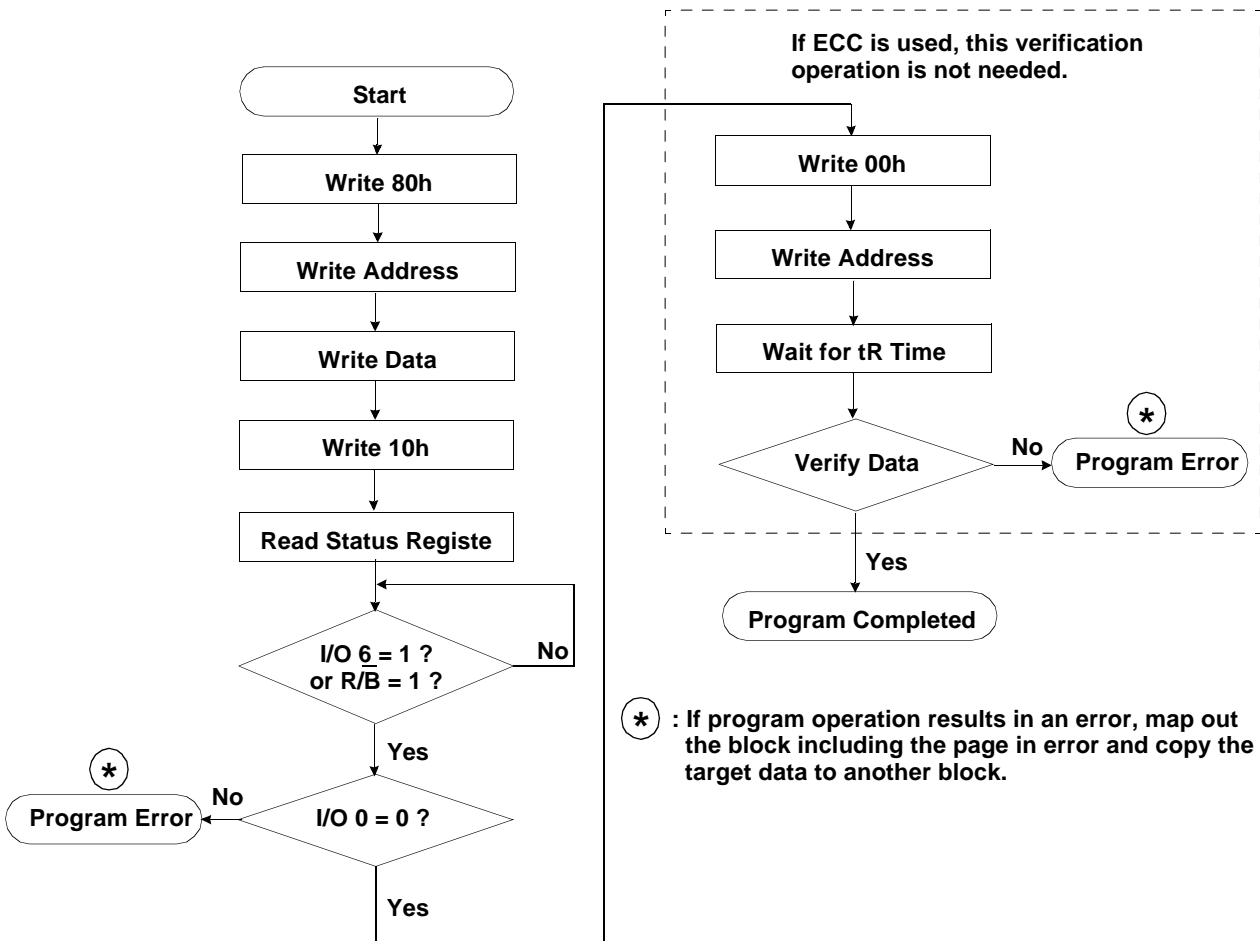 Start
Write 80h
Write Address
Write Data
Write 10h
Read Status Registe
I/O 6 = 1 ?
or R/B̅ = 1 ?
No
Yes
*
No
Program Error
I/O 0 = 0 ?
Yes
If ECC is used, this verification
operation is not needed.
Write 00h
Write Address
Wait for tR Time
Verify Data
No
*
Program Error
Yes
Program Completed
* : If program operation results in an error, map out
the block including the page in error and copy the
target data to another block.